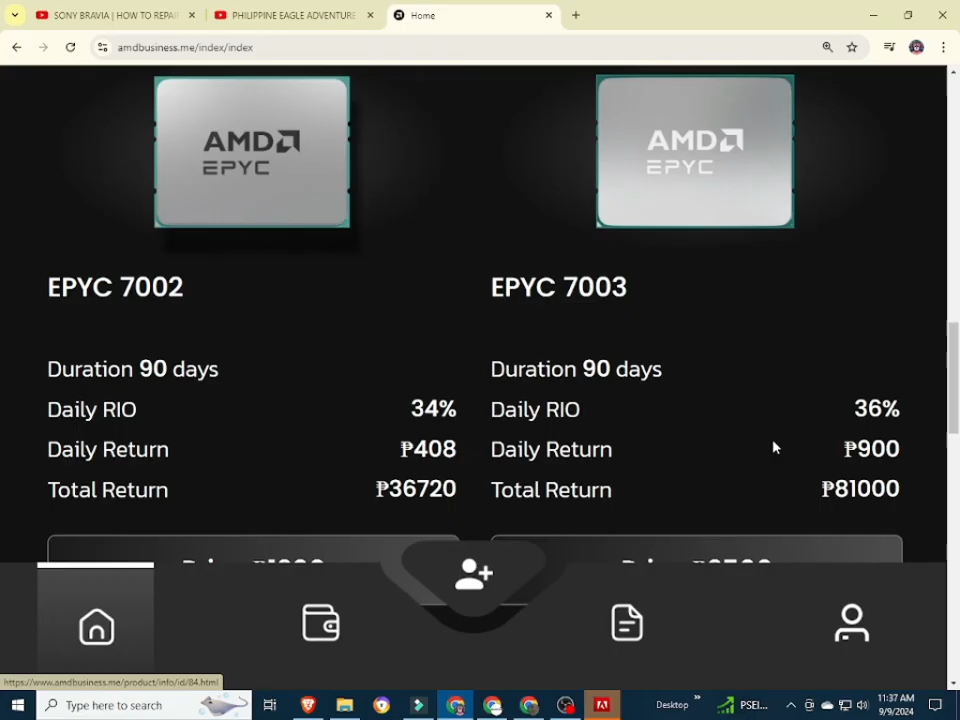 SONY BRAVIA | HOW TO REPAI
PHILIPPINE EAGLE ADVENTURE
Home
amdbusiness.me/index/index
AMD
EPYC
AMD
EPYC
EPYC 7002
EPYC 7003
Duration 90 days
Duration 90 days
Daily RIO 34%
Daily RIO 36%
Daily Return ₱408
Daily Return ₱900
Total Return ₱36720
Total Return ₱81000
https://www.amdbusiness.me/product/info/id/84.html
Type here to search
Desktop
PSEI...
11:37 AM
9/9/2024